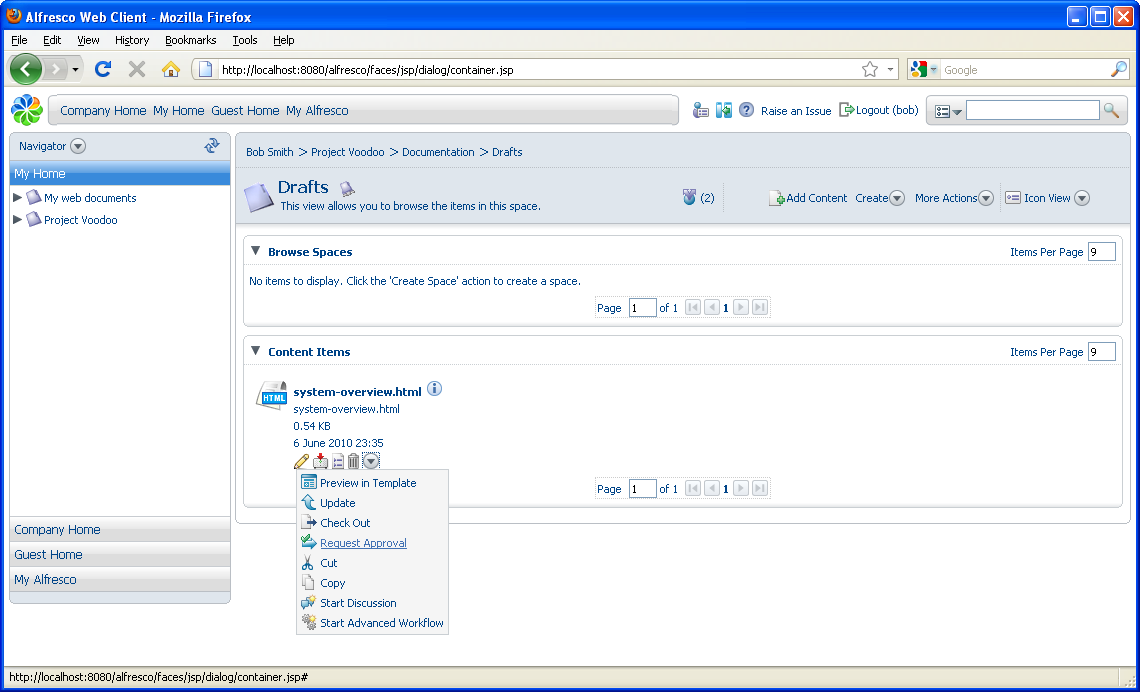 Alfresco Web Client - Mozilla Firefox
File Edit View History Bookmarks Tools Help
http://localhost:8080/alfresco/faces/jsp/dialog/container.jsp
Google
Company Home My Home Guest Home My Alfresco
Raise an Issue Logout (bob)
Navigator
My Home
My web documents
Project Voodoo
Company Home
Guest Home
My Alfresco
Bob Smith > Project Voodoo > Documentation > Drafts
Drafts
This view allows you to browse the items in this space.
(2) Add Content Create More Actions Icon View
Browse Spaces Items Per Page 9
No items to display. Click the 'Create Space' action to create a space.
Page 1 of 1 1
Content Items Items Per Page 9
HTML
system-overview.html
system-overview.html
0.54 KB
6 June 2010 23:35
Preview in Template
Update
Check Out
Request Approval
Cut
Copy
Start Discussion
Start Advanced Workflow
Page 1 of 1 1
http://localhost:8080/alfresco/faces/jsp/dialog/container.jsp#